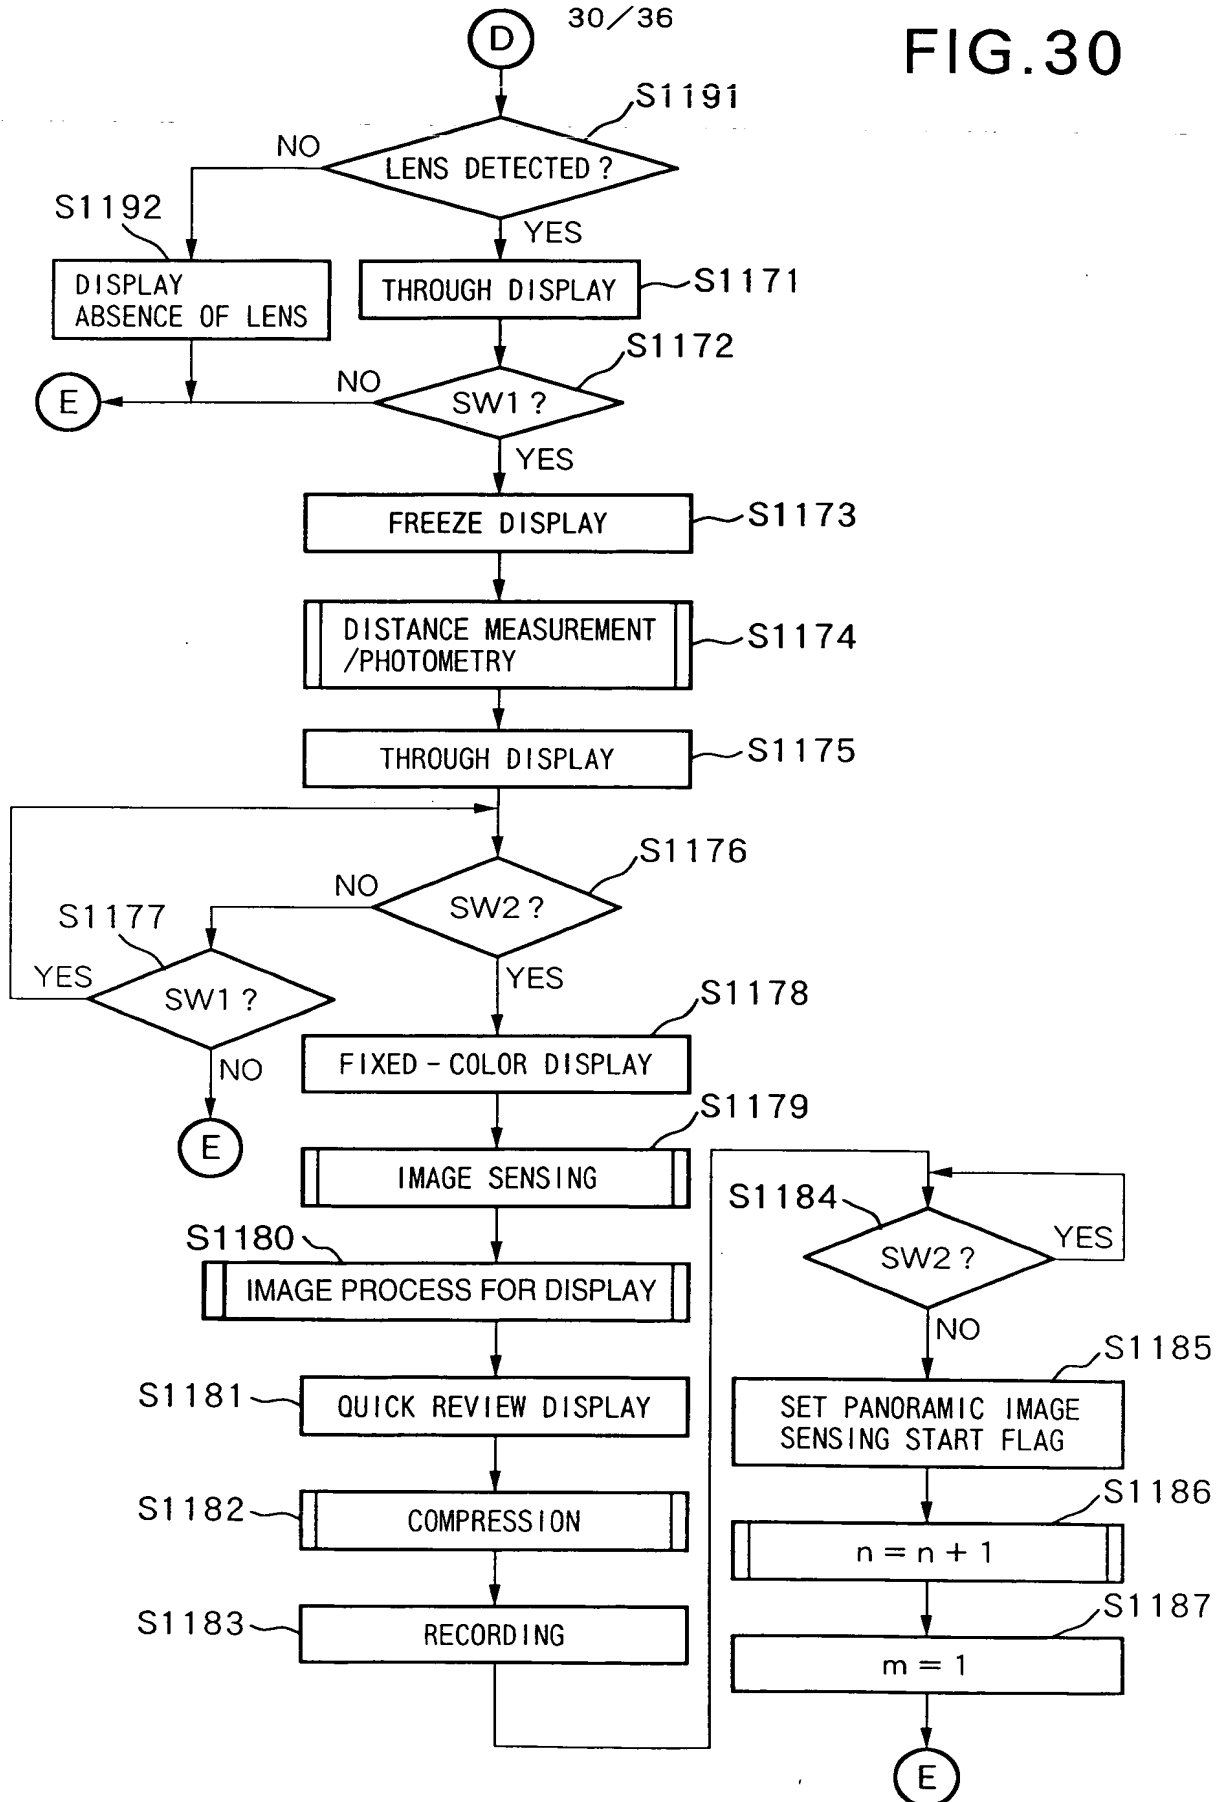 30/36
FIG.30
D
S1191
NO
LENS DETECTED?
S1192
YES
DISPLAY
ABSENCE OF LENS
THROUGH DISPLAY
S1171
S1172
NO
E
SW1?
YES
FREEZE DISPLAY
S1173
DISTANCE MEASUREMENT
/PHOTOMETRY
S1174
THROUGH DISPLAY
S1175
S1176
NO
SW2?
S1177
YES
SW1?
YES
S1178
NO
FIXED-COLOR DISPLAY
E
S1179
IMAGE SENSING
S1180
IMAGE PROCESS FOR DISPLAY
S1181
QUICK REVIEW DISPLAY
S1182
COMPRESSION
S1183
RECORDING
S1184
SW2?
YES
NO
S1185
SET PANORAMIC IMAGE
SENSING START FLAG
S1186
n = n + 1
S1187
m = 1
E